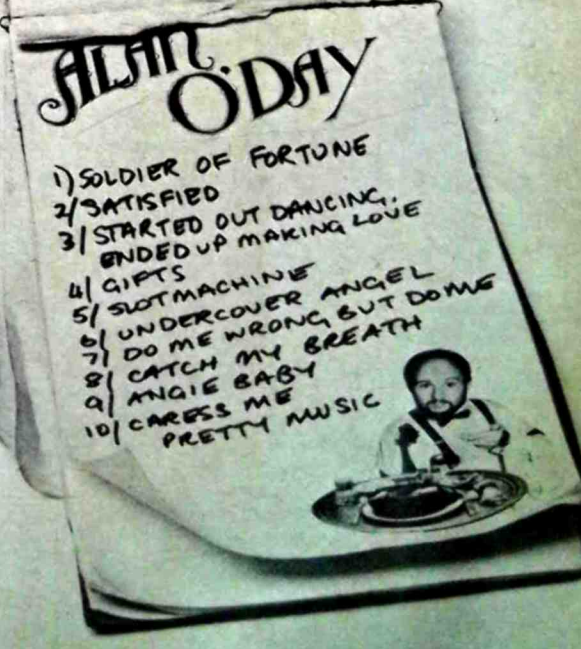 ALAN
O'DAY
1) SOLDIER OF FORTUNE
2/ SATISFIED
3/ STARTED OUT DANCING,
ENDED UP MAKING LOVE
4/ GIFTS
5/ SLOT MACHINE
6/ UNDERCOVER ANGEL
7/ DO ME WRONG, BUT DO ME
8/ CATCH MY BREATH
9/ ANGIE BABY
10/ CARESS ME
PRETTY MUSIC